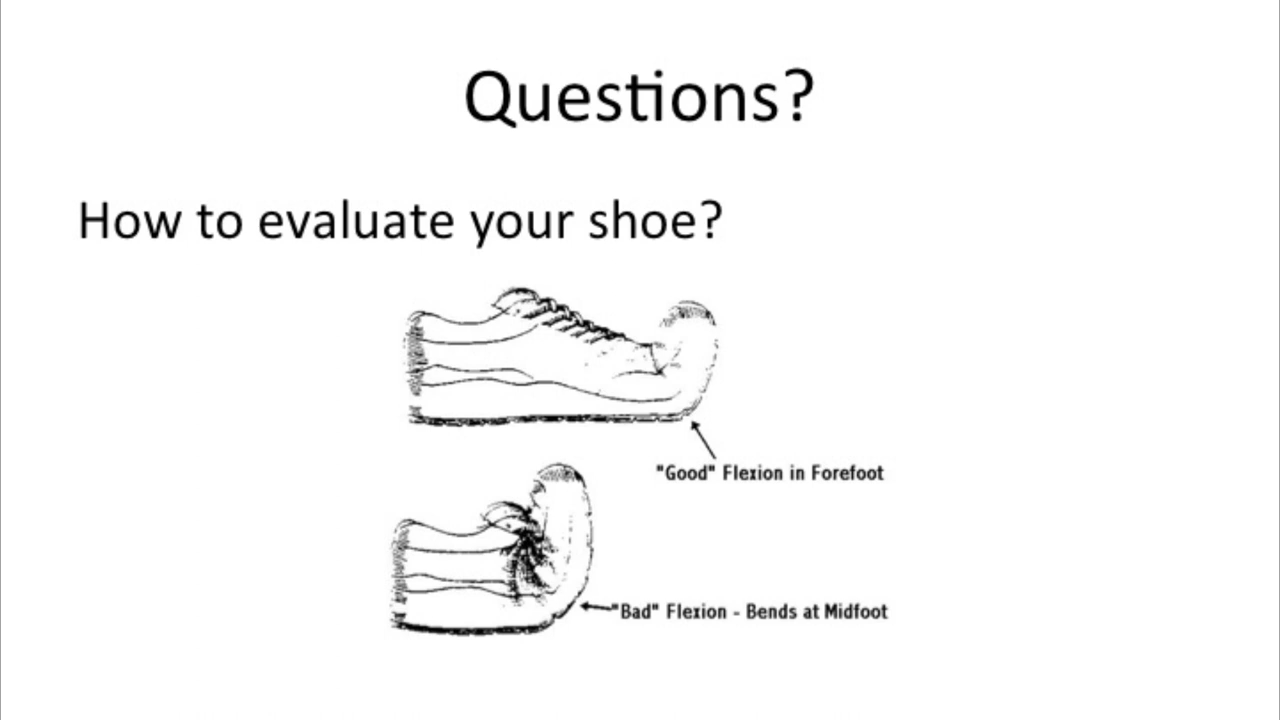 Questions?
How to evaluate your shoe?
"Good" Flexion in Forefoot
"Bad" Flexion - Bends at Midfoot